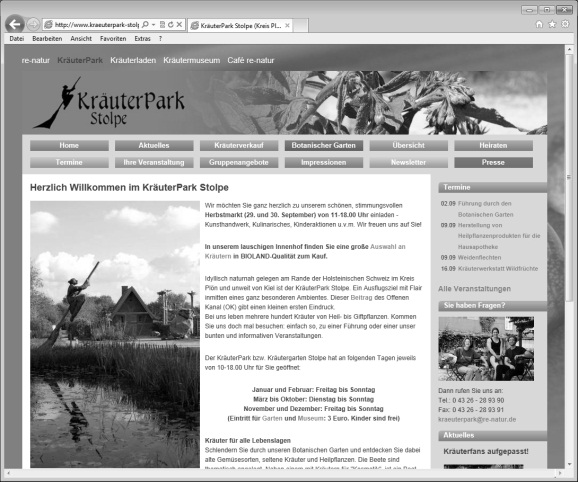 http://www.kraeuterpark-stolp
KräuterPark Stolpe (Kreis Pl...
Datei Bearbeiten Ansicht Favoriten Extras ?
re-natur KräuterPark Kräuterladen Kräutermuseum Café re-natur
KräuterPark
Stolpe
Home Aktuelles Kräuterverkauf Botanischer Garten Übersicht Heiraten
Termine Ihre Veranstaltung Gruppenangebote Impressionen Newsletter Presse
Herzlich Willkommen im KräuterPark Stolpe
Wir möchten Sie ganz herzlich zu unserem schönen, stimmungsvollen
Herbstmarkt (29. und 30. September) von 11-18.00 Uhr einladen -
Kunsthandwerk, Kulinarisches, Kinderaktionen u.v.m. Wir freuen uns auf Sie!
In unserem lauschigen Innenhof finden Sie eine große Auswahl an
Kräutern in BIOLAND-Qualität zum Kauf.
Idyllisch naturnah gelegen am Rande der Holsteinischen Schweiz im Kreis
Plön und unweit von Kiel ist der KräuterPark Stolpe. Ein Ausflugsziel mit Flair
inmitten eines ganz besonderen Ambientes. Dieser Beitrag des Offenen
Kanal (OK) gibt einen kleinen ersten Eindruck.
Bei uns leben mehrere hundert Kräuter von Heil- bis Giftpflanzen. Kommen
Sie uns doch mal besuchen: einfach so, zu einer Führung oder einer unser
bunten und informativen Veranstaltungen.
Der KräuterPark bzw. Kräutergarten Stolpe hat an folgenden Tagen jeweils
von 10-18.00 Uhr für Sie geöffnet:
Januar und Februar: Freitag bis Sonntag
März bis Oktober: Dienstag bis Sonntag
November und Dezember: Freitag bis Sonntag
(Eintritt für Garten und Museum: 3 Euro. Kinder sind frei)
Kräuter für alle Lebenslagen
Schlendern Sie durch unseren Botanischen Garten und entdecken Sie dabei
alte Gemüsesorten, seltene Kräuter und Heilpflanzen. Die Beete sind
Termine
02.09 Führung durch den
Botanischen Garten
09.09 Herstellung von
Heilpflanzenprodukten für die
Hausapotheke
09.09 Weidenflechten
16.09 Kräuterwerkstatt Wildfrüchte
Alle Veranstaltungen
Sie haben Fragen?
Dann rufen Sie uns an:
Tel.: 0 43 26 - 28 93 90
Fax: 0 43 26 - 28 93 91
kraeuterpark@re-natur.de
Aktuelles
Kräuterfans aufgepasst!